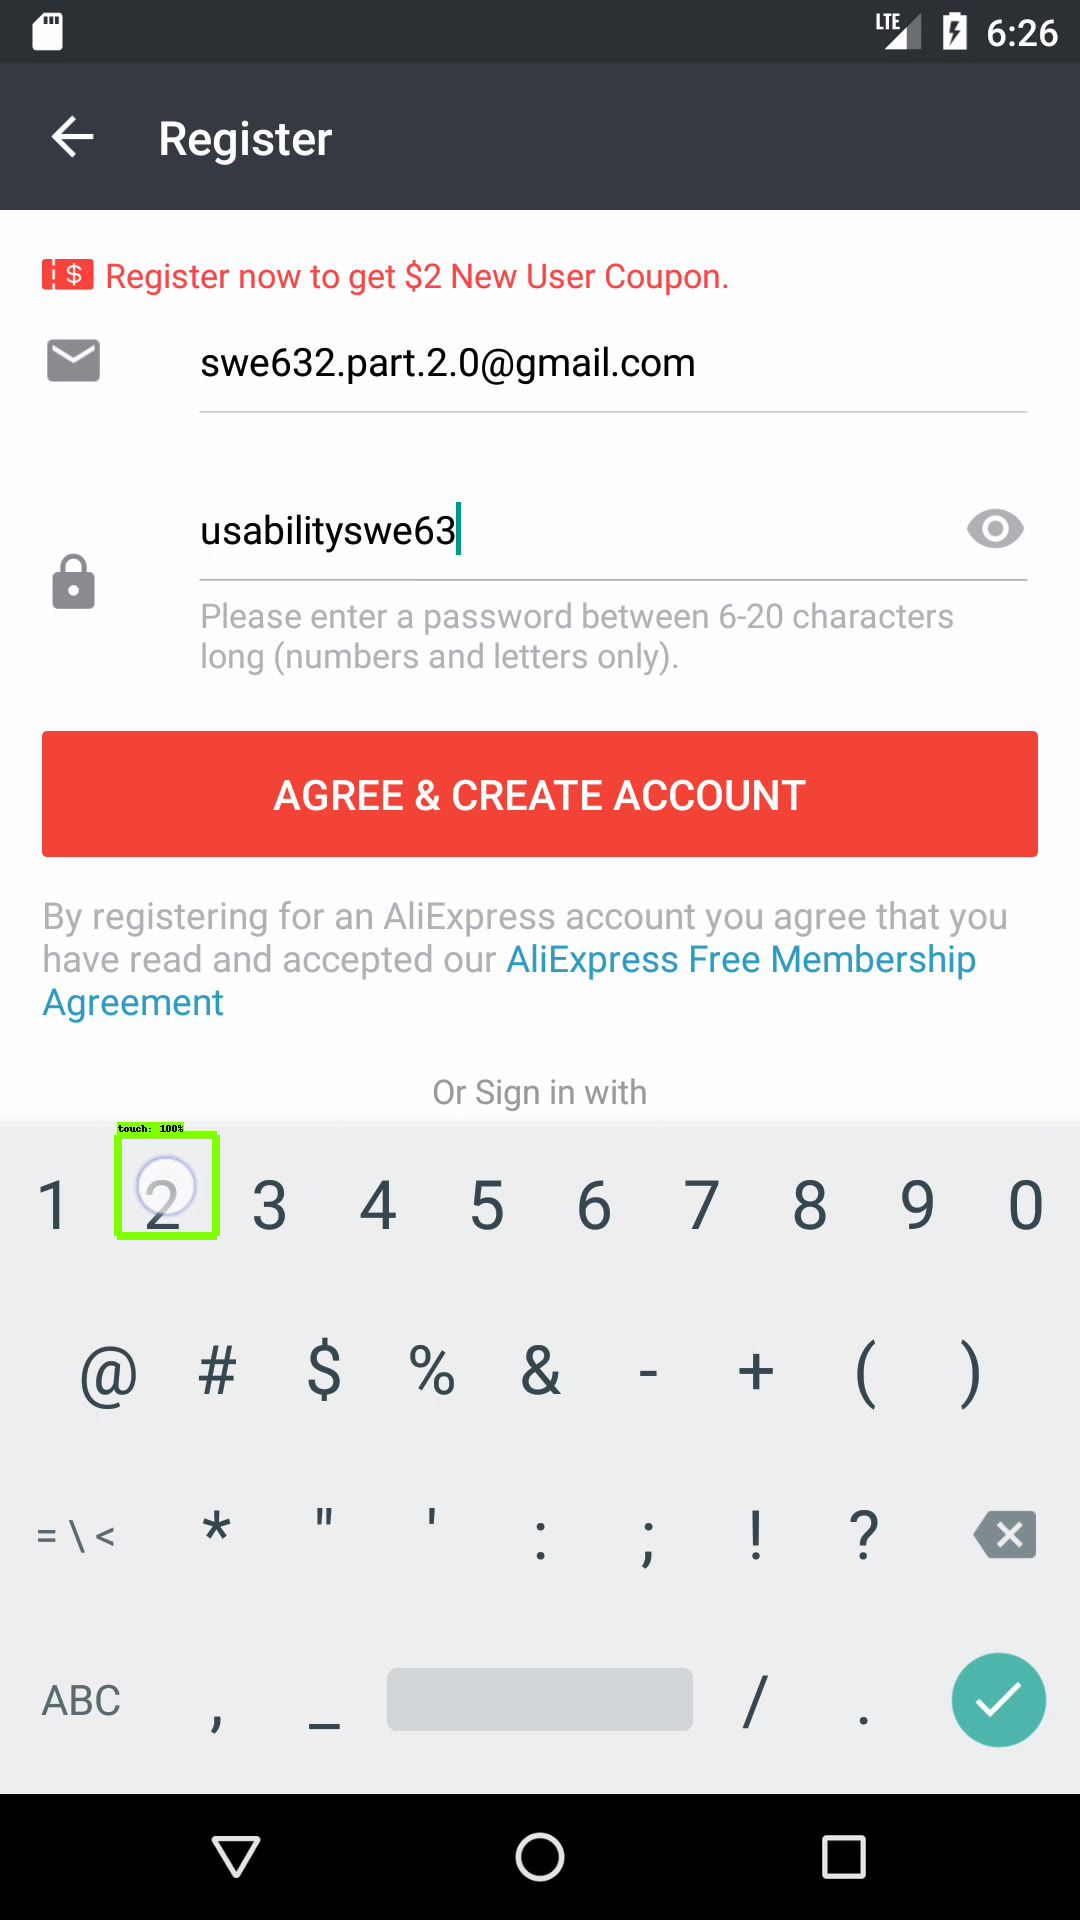 LTE 6:26
Register
$ Register now to get $2 New User Coupon.
swe632.part.2.0@gmail.com
usabilityswe63
Please enter a password between 6-20 characters
long (numbers and letters only).
AGREE & CREATE ACCOUNT
By registering for an AliExpress account you agree that you
have read and accepted our AliExpress Free Membership
Agreement
Or Sign in with
touch: 100%
1 2 3 4 5 6 7 8 9 0
@ # $ % & - + ( )
= \ < * " ' : ; ! ?
ABC , _ / .